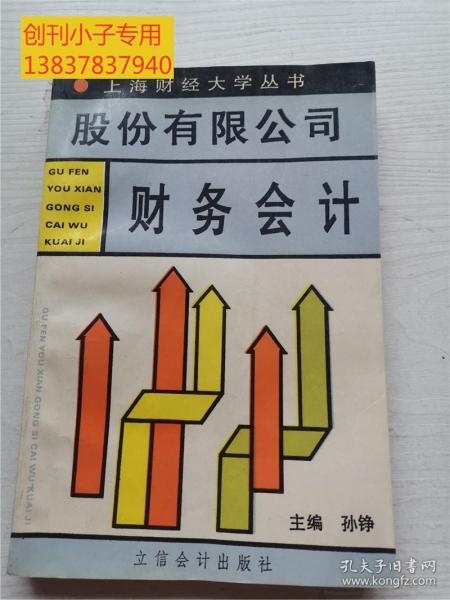 创刊小子专用
13837837940
上海财经大学丛书
股份有限公司
GU FEN
YOU XIAN
GONG SI
CAI WU
KUAI JI
财务会计
GU FEN YOU XIAN GONG SI CAI WU KUAI JI
主编 孙铮
立信会计出版社
孔夫子旧书网
www.kongfz.com